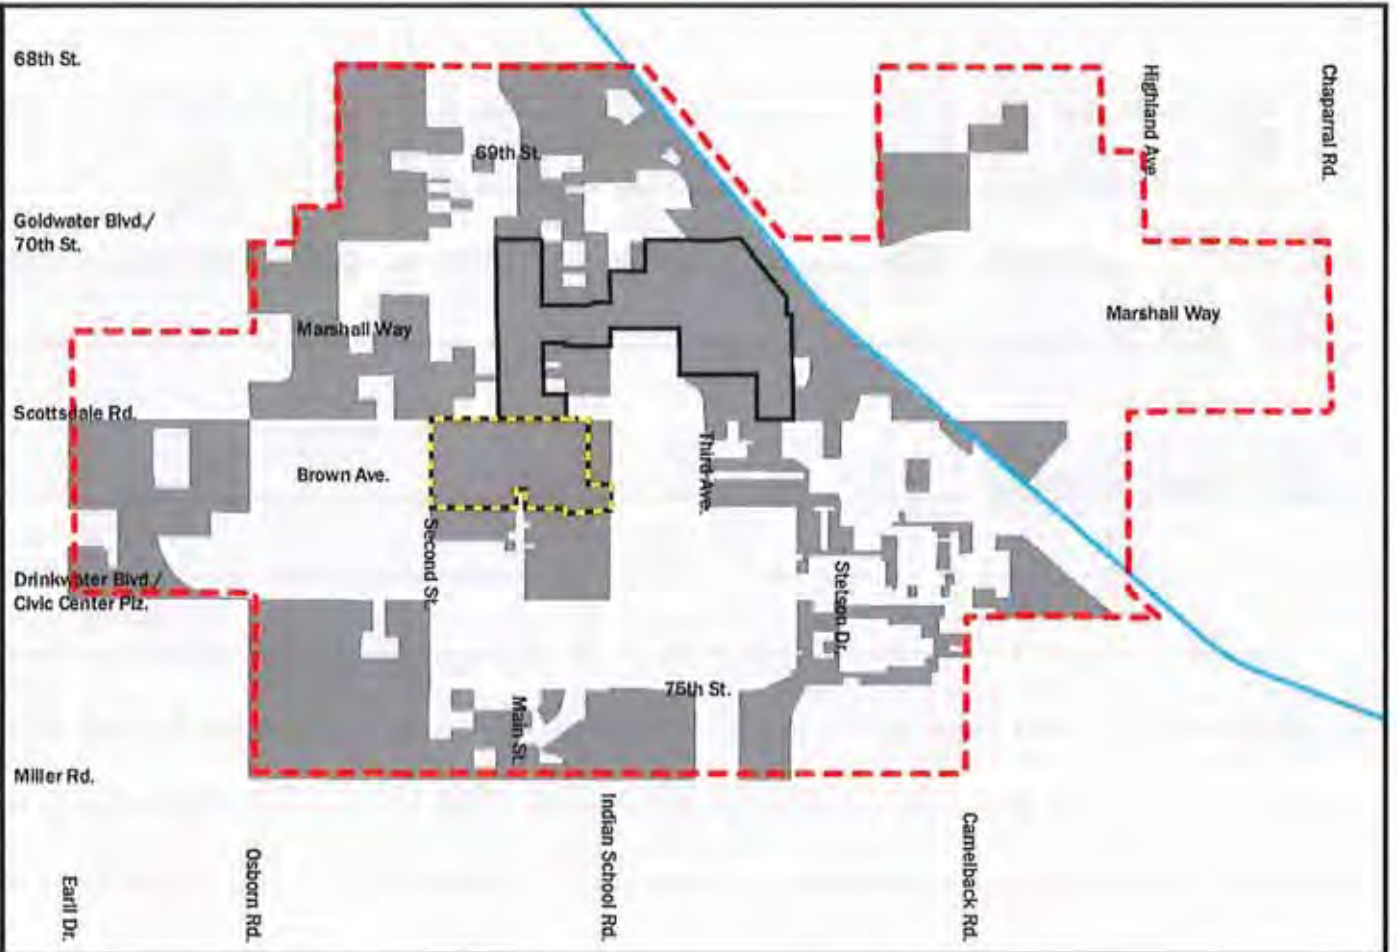 68th St.
Highland Ave
Chaparral Rd.
69th St.
Goldwater Blvd./
70th St.
Marshall Way
Marshall Way
Scottsdale Rd.
Brown Ave.
Third Ave.
Second St.
Stetson Dr.
Drinkwater Blvd./
Civic Center Plz.
75th St.
Main St.
Miller Rd.
Indian School Rd.
Camelback Rd.
Osborn Rd.
Earll Dr.